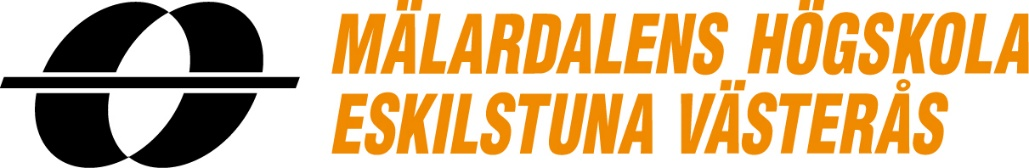 MÄLARDALENS HÖGSKOLA
ESKILSTUNA VÄSTERÅS